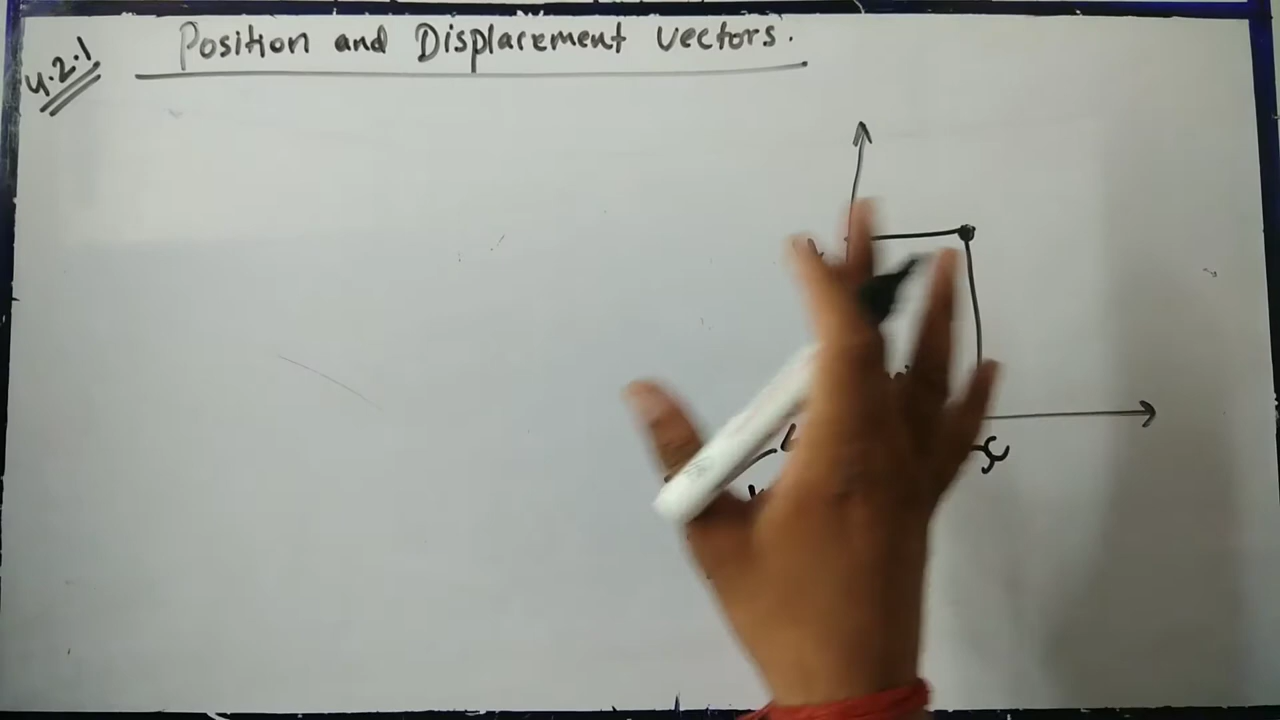 4.2.1
Position and Displacement vectors.
x